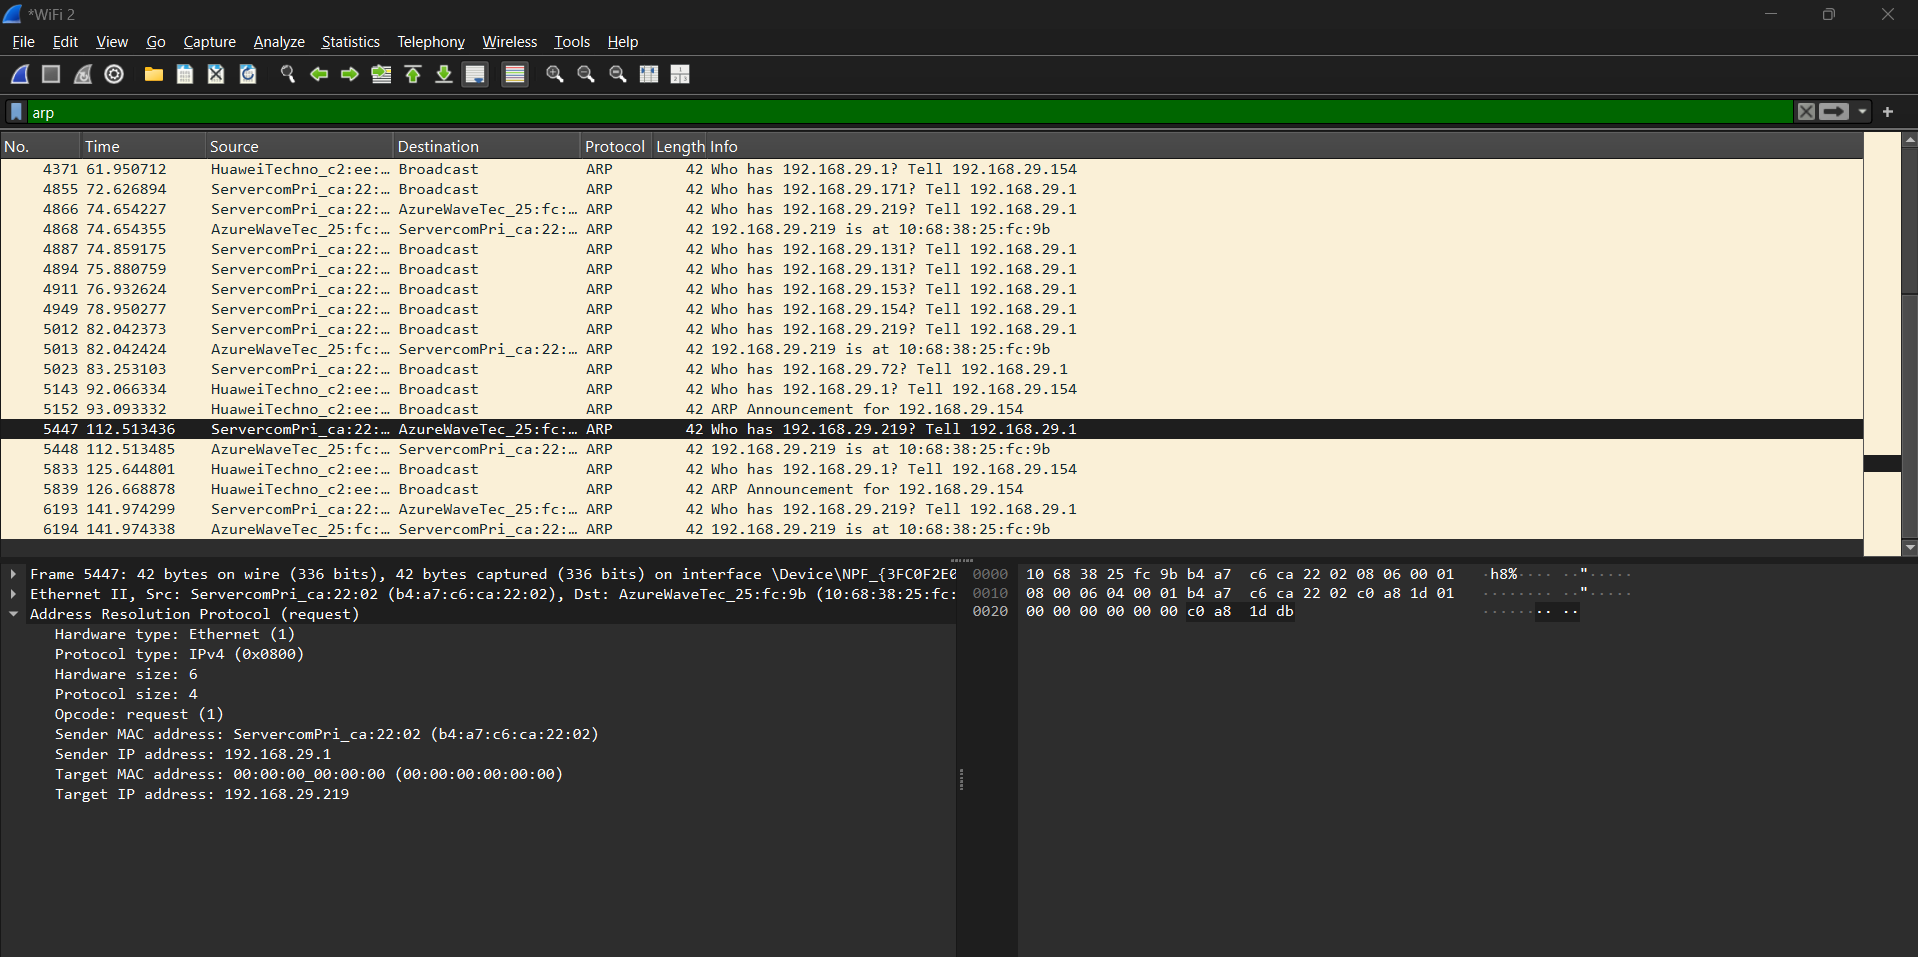 *WiFi 2
File Edit View Go Capture Analyze Statistics Telephony Wireless Tools Help
arp
No. Time Source Destination Protocol Length Info
4371 61.950712 HuaweiTechno_c2:ee:… Broadcast ARP 42 Who has 192.168.29.1? Tell 192.168.29.154
4855 72.626894 ServercomPri_ca:22:… Broadcast ARP 42 Who has 192.168.29.171? Tell 192.168.29.1
4866 74.654227 ServercomPri_ca:22:… AzureWaveTec_25:fc:… ARP 42 Who has 192.168.29.219? Tell 192.168.29.1
4868 74.654355 AzureWaveTec_25:fc:… ServercomPri_ca:22:… ARP 42 192.168.29.219 is at 10:68:38:25:fc:9b
4887 74.859175 ServercomPri_ca:22:… Broadcast ARP 42 Who has 192.168.29.131? Tell 192.168.29.1
4894 75.880759 ServercomPri_ca:22:… Broadcast ARP 42 Who has 192.168.29.131? Tell 192.168.29.1
4911 76.932624 ServercomPri_ca:22:… Broadcast ARP 42 Who has 192.168.29.153? Tell 192.168.29.1
4949 78.950277 ServercomPri_ca:22:… Broadcast ARP 42 Who has 192.168.29.154? Tell 192.168.29.1
5012 82.042373 ServercomPri_ca:22:… Broadcast ARP 42 Who has 192.168.29.219? Tell 192.168.29.1
5013 82.042424 AzureWaveTec_25:fc:… ServercomPri_ca:22:… ARP 42 192.168.29.219 is at 10:68:38:25:fc:9b
5023 83.253103 ServercomPri_ca:22:… Broadcast ARP 42 Who has 192.168.29.72? Tell 192.168.29.1
5143 92.066334 HuaweiTechno_c2:ee:… Broadcast ARP 42 Who has 192.168.29.1? Tell 192.168.29.154
5152 93.093332 HuaweiTechno_c2:ee:… Broadcast ARP 42 ARP Announcement for 192.168.29.154
5447 112.513436 ServercomPri_ca:22:… AzureWaveTec_25:fc:… ARP 42 Who has 192.168.29.219? Tell 192.168.29.1
5448 112.513485 AzureWaveTec_25:fc:… ServercomPri_ca:22:… ARP 42 192.168.29.219 is at 10:68:38:25:fc:9b
5833 125.644801 HuaweiTechno_c2:ee:… Broadcast ARP 42 Who has 192.168.29.1? Tell 192.168.29.154
5839 126.668878 HuaweiTechno_c2:ee:… Broadcast ARP 42 ARP Announcement for 192.168.29.154
6193 141.974299 ServercomPri_ca:22:… AzureWaveTec_25:fc:… ARP 42 Who has 192.168.29.219? Tell 192.168.29.1
6194 141.974338 AzureWaveTec_25:fc:… ServercomPri_ca:22:… ARP 42 192.168.29.219 is at 10:68:38:25:fc:9b
Frame 5447: 42 bytes on wire (336 bits), 42 bytes captured (336 bits) on interface \Device\NPF_{3FC0F2E0
Ethernet II, Src: ServercomPri_ca:22:02 (b4:a7:c6:ca:22:02), Dst: AzureWaveTec_25:fc:9b (10:68:38:25:fc:
Address Resolution Protocol (request)
Hardware type: Ethernet (1)
Protocol type: IPv4 (0x0800)
Hardware size: 6
Protocol size: 4
Opcode: request (1)
Sender MAC address: ServercomPri_ca:22:02 (b4:a7:c6:ca:22:02)
Sender IP address: 192.168.29.1
Target MAC address: 00:00:00_00:00:00 (00:00:00:00:00:00)
Target IP address: 192.168.29.219
0000 10 68 38 25 fc 9b b4 a7 c6 ca 22 02 08 06 00 01 ·h8%···· ··"·····
0010 08 00 06 04 00 01 b4 a7 c6 ca 22 02 c0 a8 1d 01 ········ ··"·····
0020 00 00 00 00 00 00 c0 a8 1d db ········ ··